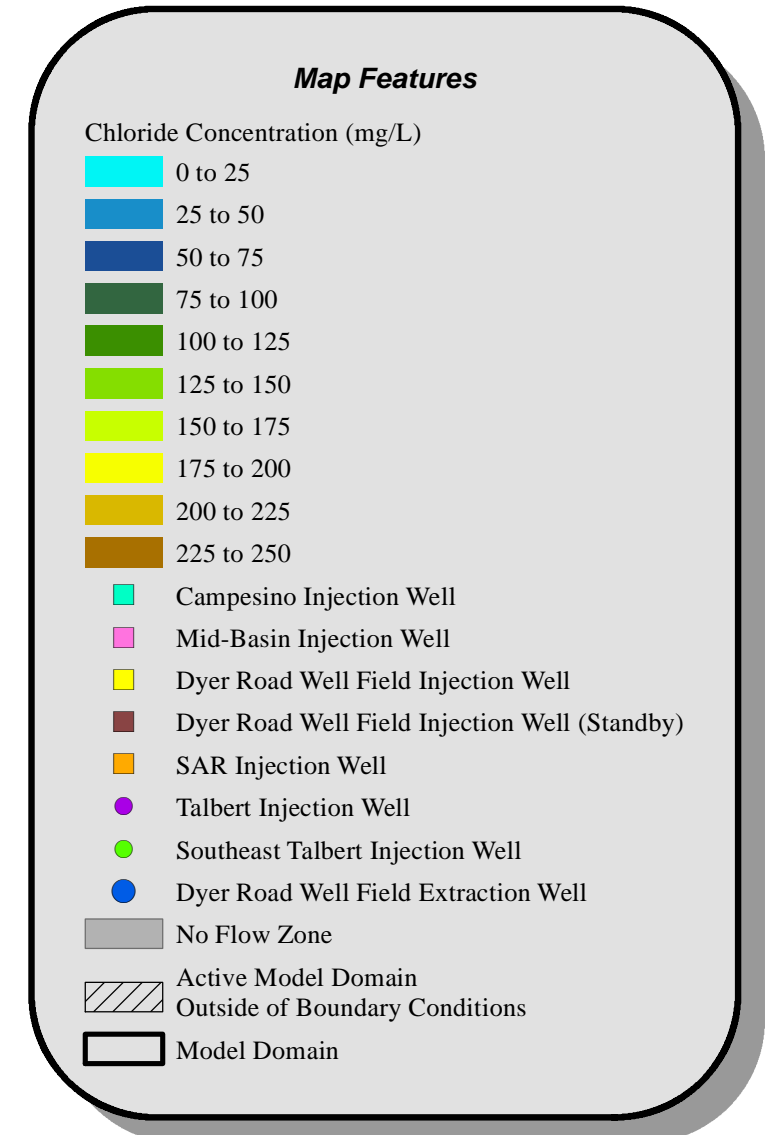 Map Features
Chloride Concentration (mg/L)
0 to 25
25 to 50
50 to 75
75 to 100
100 to 125
125 to 150
150 to 175
175 to 200
200 to 225
225 to 250
Campesino Injection Well
Mid-Basin Injection Well
Dyer Road Well Field Injection Well
Dyer Road Well Field Injection Well (Standby)
SAR Injection Well
Talbert Injection Well
Southeast Talbert Injection Well
Dyer Road Well Field Extraction Well
No Flow Zone
Active Model Domain
Outside of Boundary Conditions
Model Domain